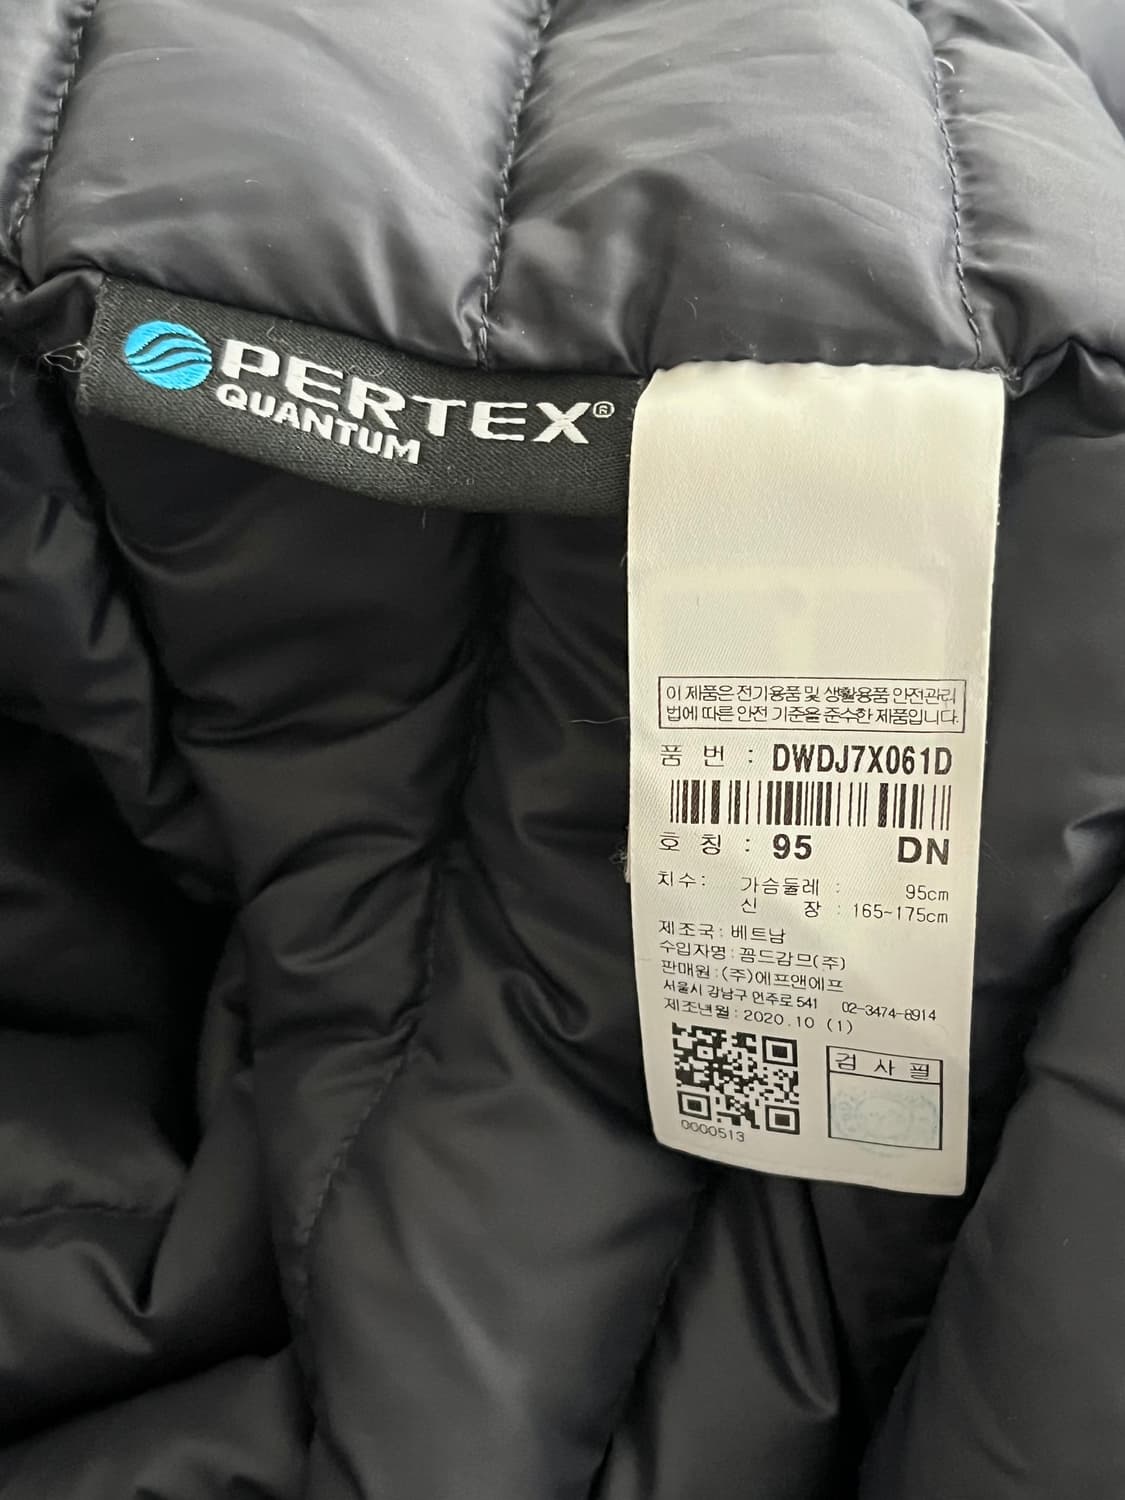 PERTEX®
QUANTUM
이 제품은 전기용품 및 생활용품 안전관리
법에 따른 안전 기준을 준수한 제품입니다.
품 번 : DWDJ7X061D
호 칭 : 95 DN
치수: 가슴둘레 : 95cm
신 장 : 165~175cm
제조국: 베트남
수입자명: 꼼드감므(주)
판매원: (주)에프앤에프
서울시 강남구 언주로 541 02-3474-8914
제조년월: 2020.10 (1)
0000513
검 사 필